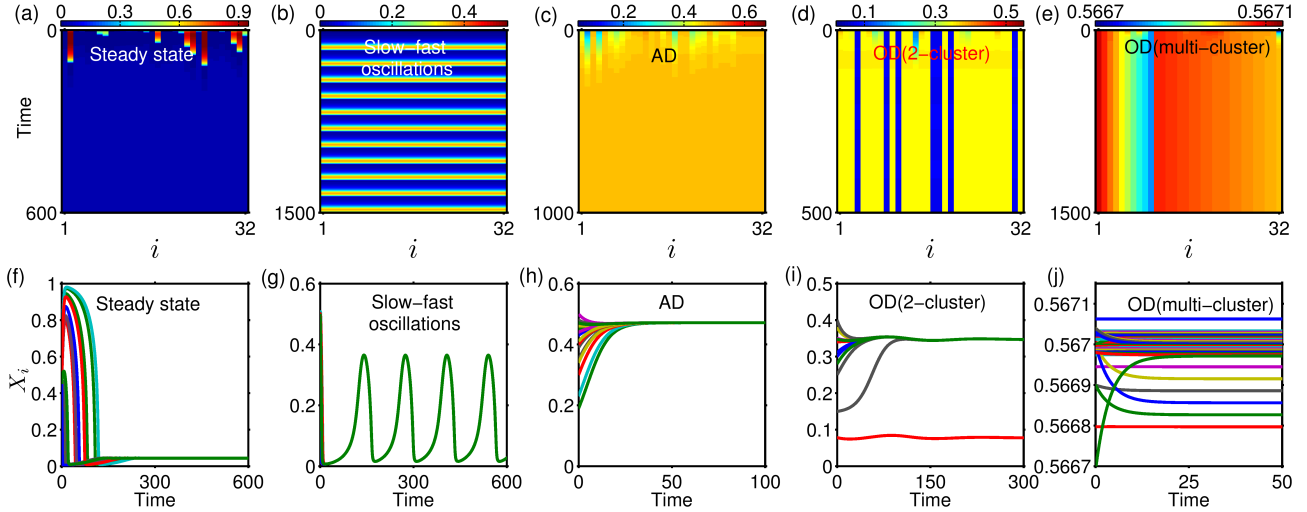 (a) 0 0.3 0.6 0.9 (b) 0 0.2 0.4 (c) 0 0.2 0.4 0.6 (d) 0.1 0.3 0.5 (e) 0.5667 0.5671
0 Steady state 0 Slow-fast 0 AD 0 OD(2-cluster) 0 OD(multi-cluster)
oscillations
Time
600 1500 1000 500 1500
1 32 1 32 1 32 1 32 1 32
i i i i i
(f) 1 Steady state (g) 0.6 Slow-fast (h) 0.6 AD (i) 0.5 OD(2-cluster) (j) 0.5671 OD(multi-cluster)
oscillations
0.8 0.4 0.4 0.4 0.567
0.6 0.2 0.2 0.3 0.5669
X_i
0.4 0 0 0.2 0.5668
0.2 0.1 0.5667
0 0
0 300 600 0 200 400 600 0 50 100 0 150 300 0 25 50
Time Time Time Time Time